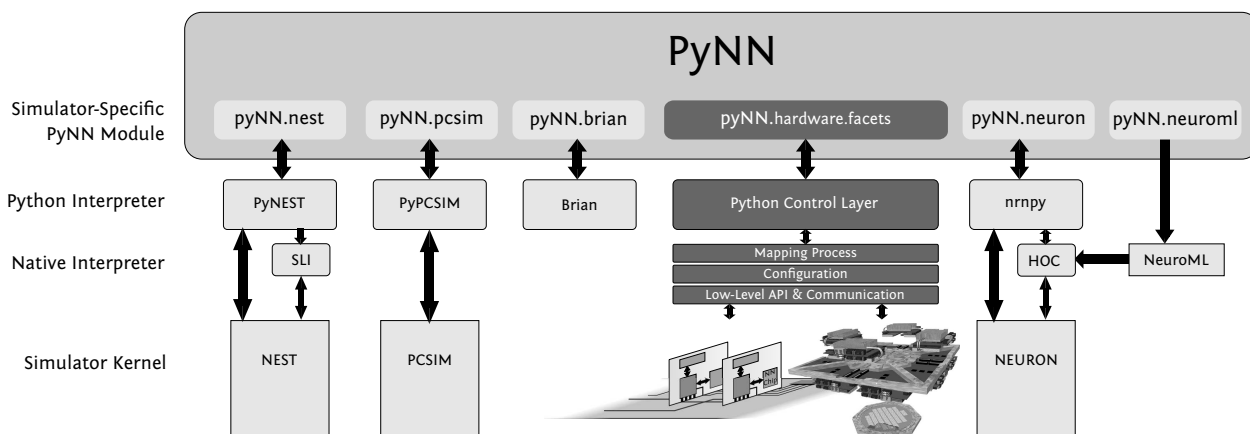 PyNN
Simulator-Specific
PyNN Module
pyNN.nest
pyNN.pcsim
pyNN.brian
pyNN.hardware.facets
pyNN.neuron
pyNN.neuroml
Python Interpreter
PyNEST
PyPCSIM
Brian
Python Control Layer
nrnpy
Native Interpreter
SLI
Mapping Process
Configuration
Low-Level API & Communication
HOC
NeuroML
Simulator Kernel
NEST
PCSIM
NN
Chip
NEURON